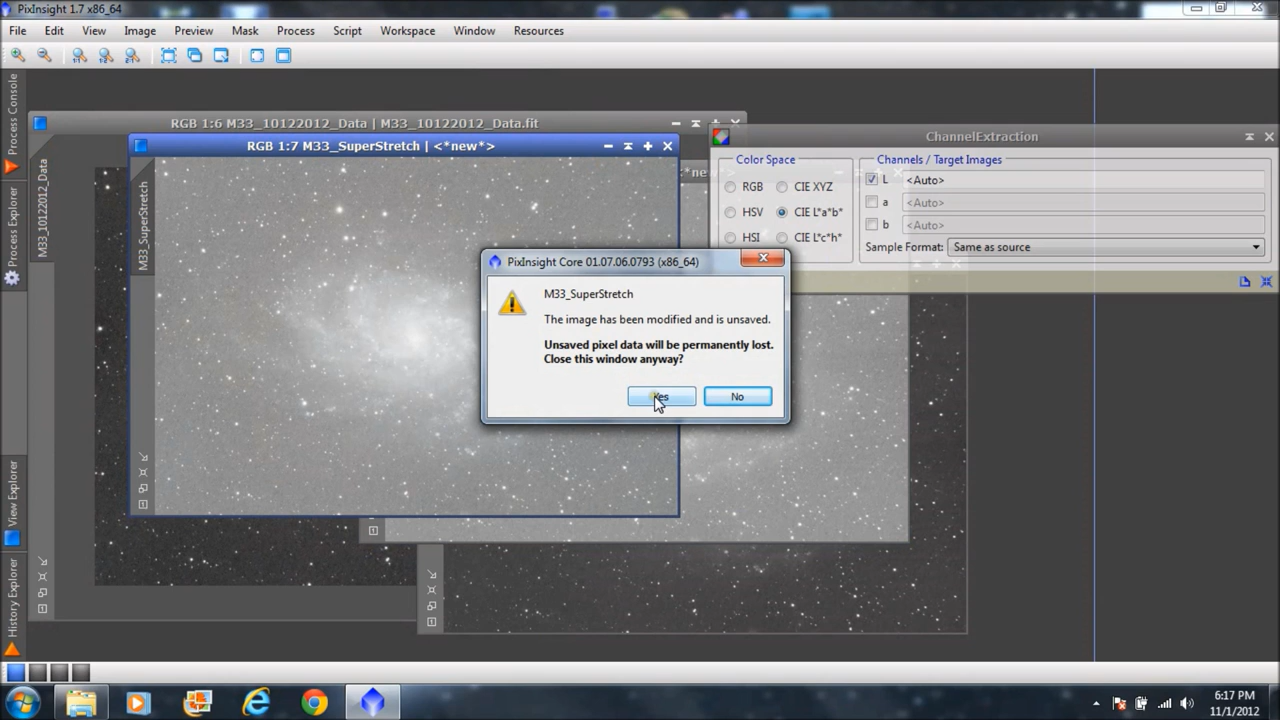 PixInsight 1.7 x86_64
File Edit View Image Preview Mask Process Script Workspace Window Resources
Process Console
Process Explorer
View Explorer
History Explorer
RGB 1:6 M33_10122012_Data | M33_10122012_Data.fit
M33_10122012_Data
RGB 1:7 M33_SuperStretch | <*new*>
M33_SuperStretch
ChannelExtraction
Color Space
RGB CIE XYZ
HSV CIE L*a*b*
HSI CIE L*c*h*
Channels / Target Images
L <Auto>
a <Auto>
b <Auto>
Sample Format: Same as source
PixInsight Core 01.07.06.0793 (x86_64)
M33_SuperStretch
The image has been modified and is unsaved.
Unsaved pixel data will be permanently lost.
Close this window anyway?
Yes No
6:17 PM
11/1/2012